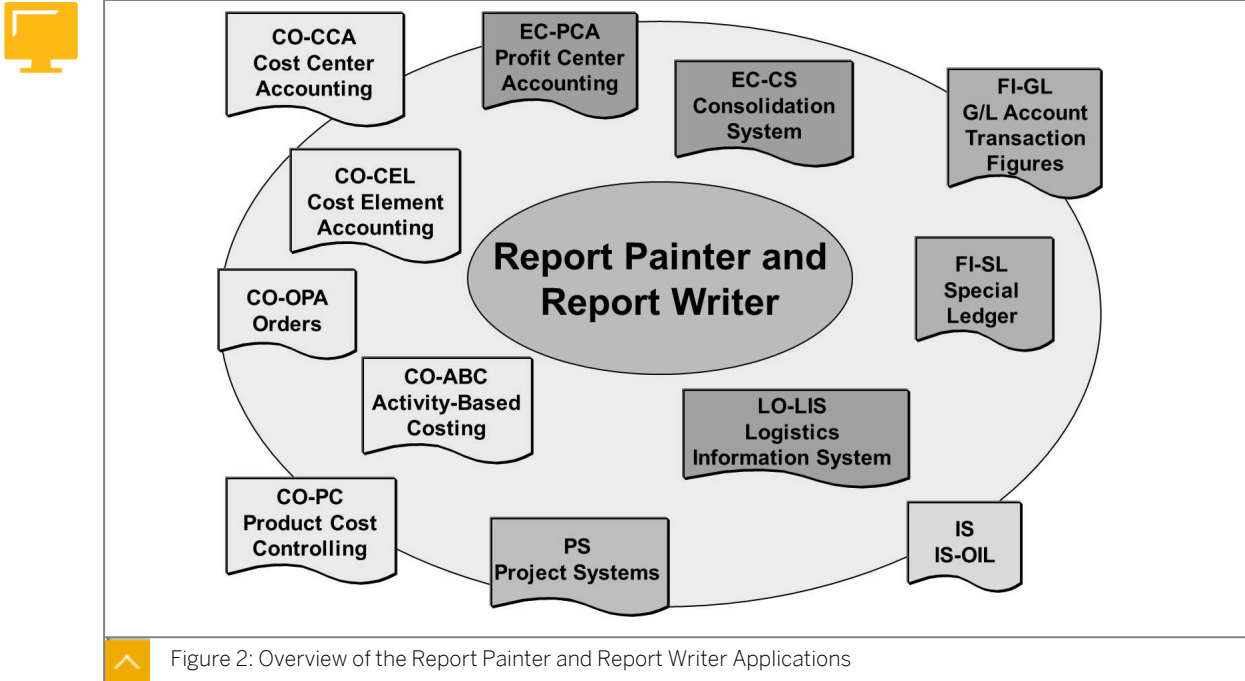 CO-CCA
Cost Center
Accounting
EC-PCA
Profit Center
Accounting
EC-CS
Consolidation
System
FI-GL
G/L Account
Transaction
Figures
CO-CEL
Cost Element
Accounting
Report Painter and
Report Writer
FI-SL
Special
Ledger
CO-OPA
Orders
CO-ABC
Activity-Based
Costing
LO-LIS
Logistics
Information System
CO-PC
Product Cost
Controlling
PS
Project Systems
IS
IS-OIL
Figure 2: Overview of the Report Painter and Report Writer Applications